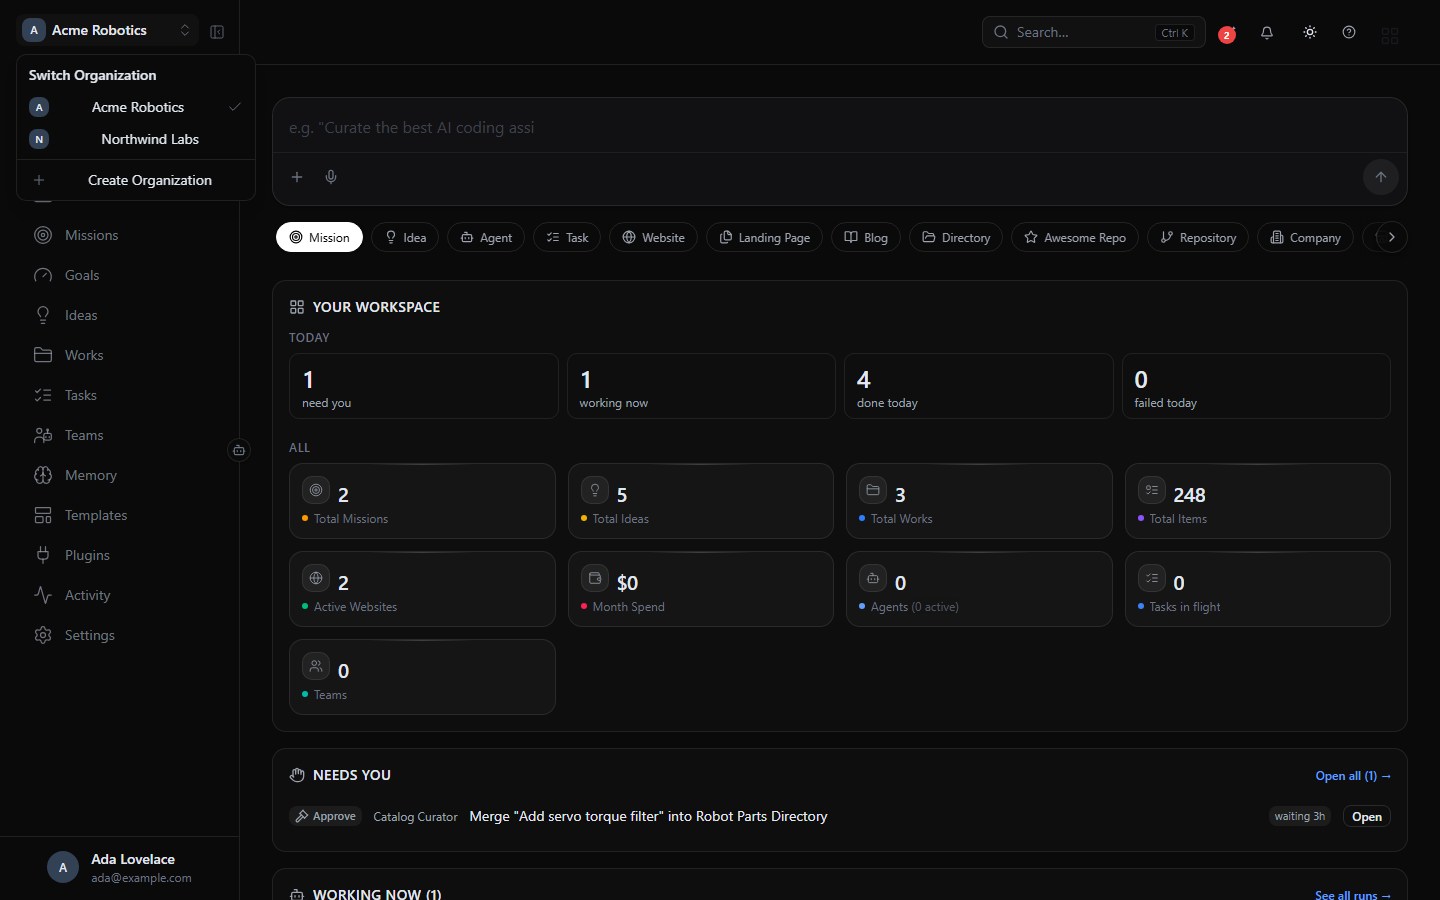 A Acme Robotics
Search... Ctrl K
2
Switch Organization
A Acme Robotics
N Northwind Labs
Create Organization
Missions
Goals
Ideas
Works
Tasks
Teams
Memory
Templates
Plugins
Activity
Settings
A
Ada Lovelace
ada@example.com
e.g. "Curate the best AI coding assi
Mission
Idea
Agent
Task
Website
Landing Page
Blog
Directory
Awesome Repo
Repository
Company
YOUR WORKSPACE
TODAY
1
need you
1
working now
4
done today
0
failed today
ALL
2
Total Missions
5
Total Ideas
3
Total Works
248
Total Items
2
Active Websites
$0
Month Spend
0
Agents (0 active)
0
Tasks in flight
0
Teams
NEEDS YOU
Open all (1) →
Approve Catalog Curator Merge "Add servo torque filter" into Robot Parts Directory waiting 3h Open
WORKING NOW (1)
See all runs →